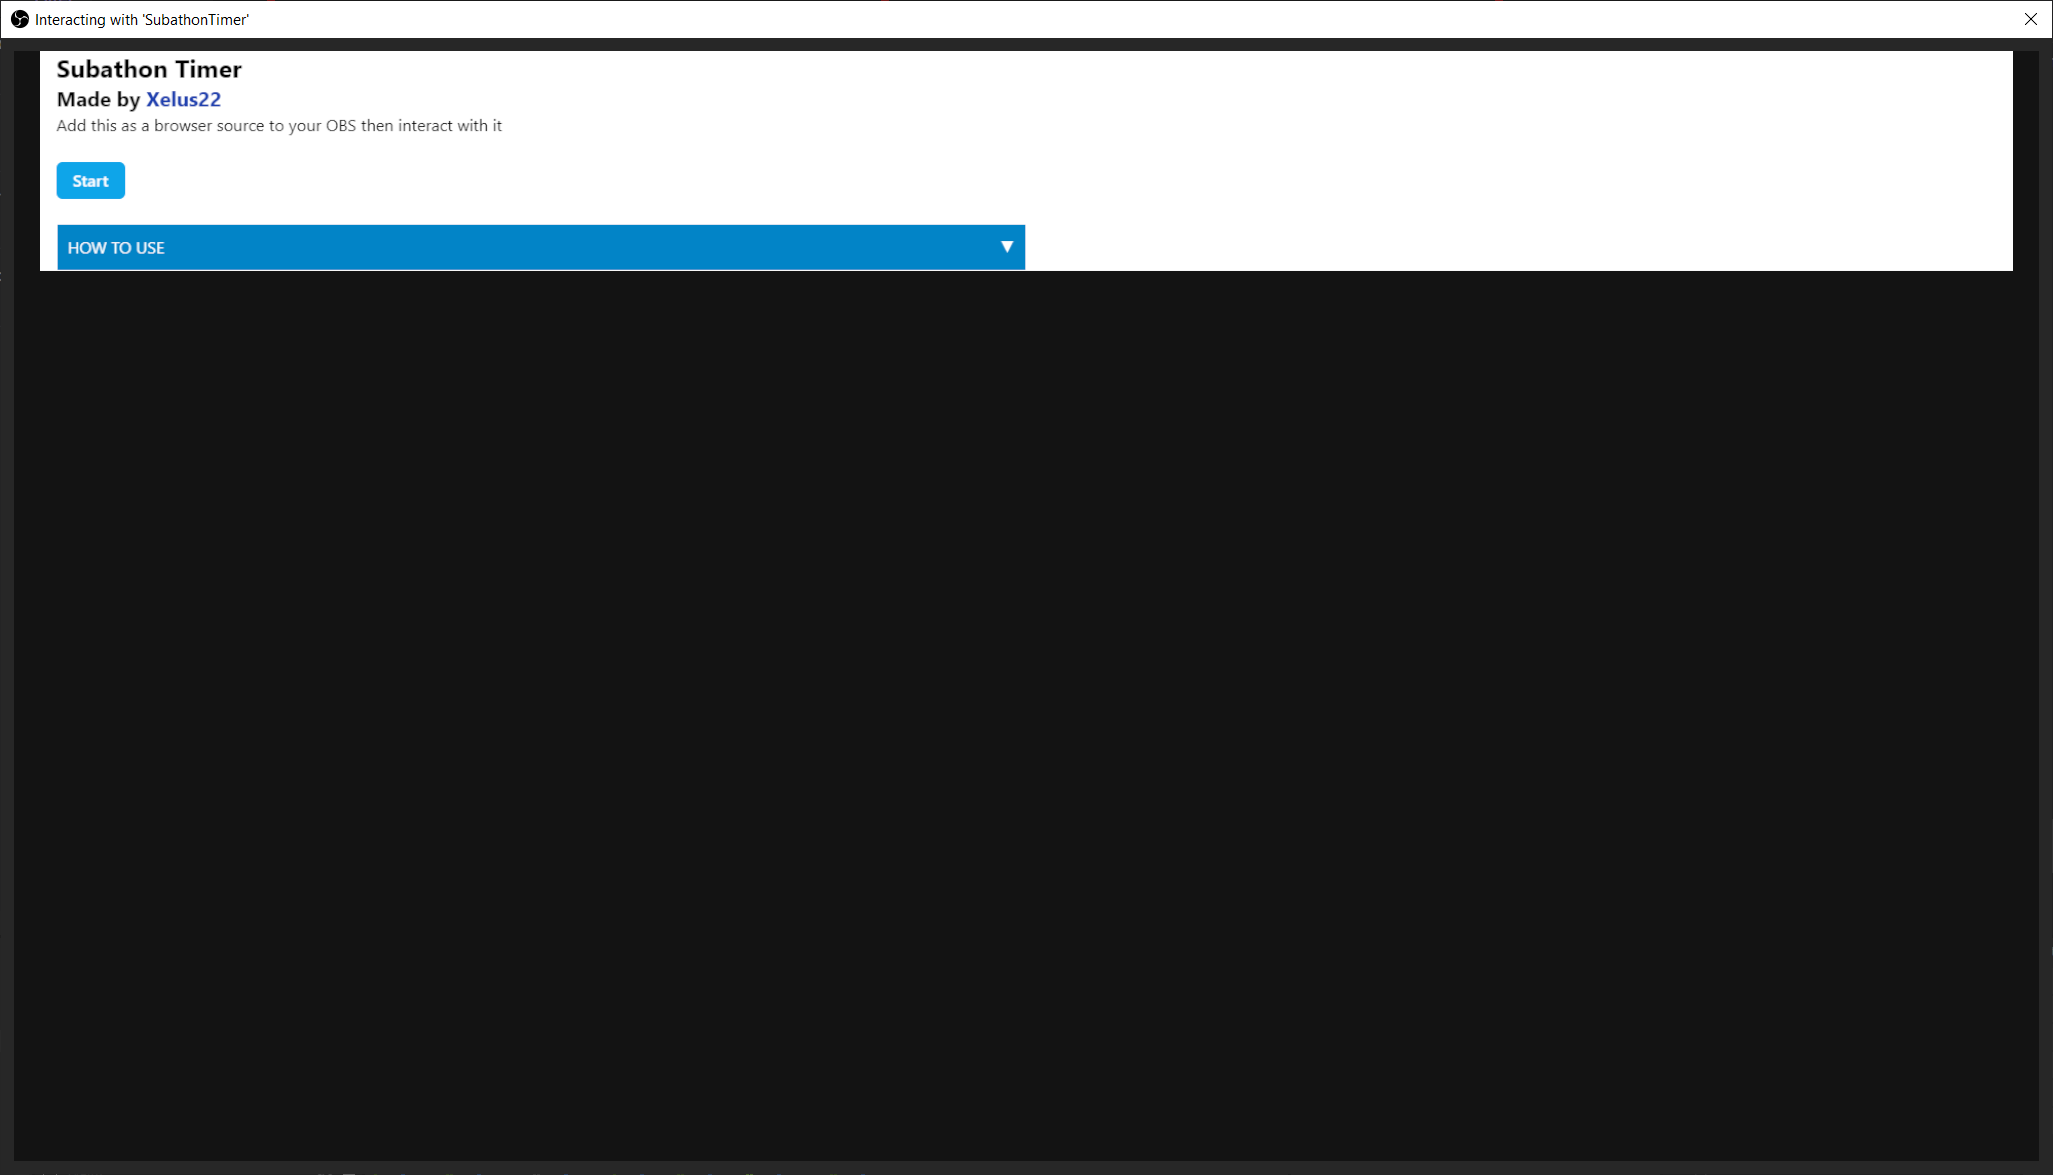 Interacting with 'SubathonTimer'
Subathon Timer
Made by Xelus22
Add this as a browser source to your OBS then interact with it
Start
HOW TO USE